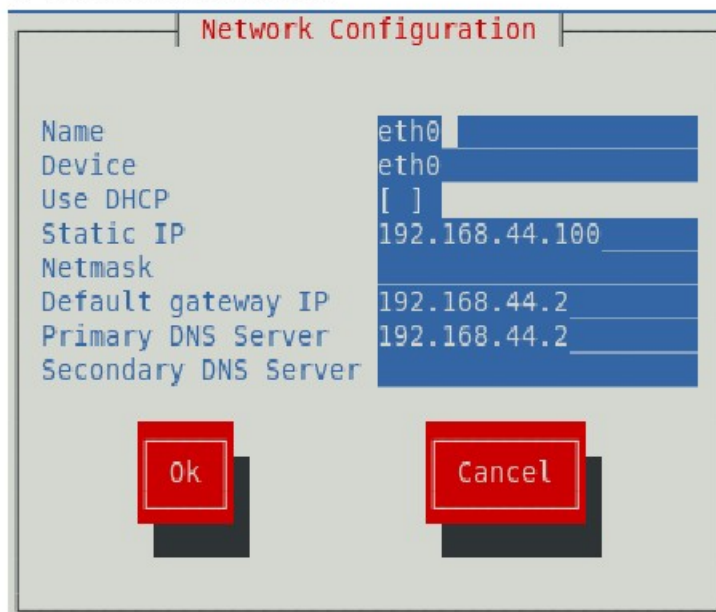 Network Configuration
Name eth0
Device eth0
Use DHCP [ ]
Static IP 192.168.44.100
Netmask
Default gateway IP 192.168.44.2
Primary DNS Server 192.168.44.2
Secondary DNS Server
Ok Cancel